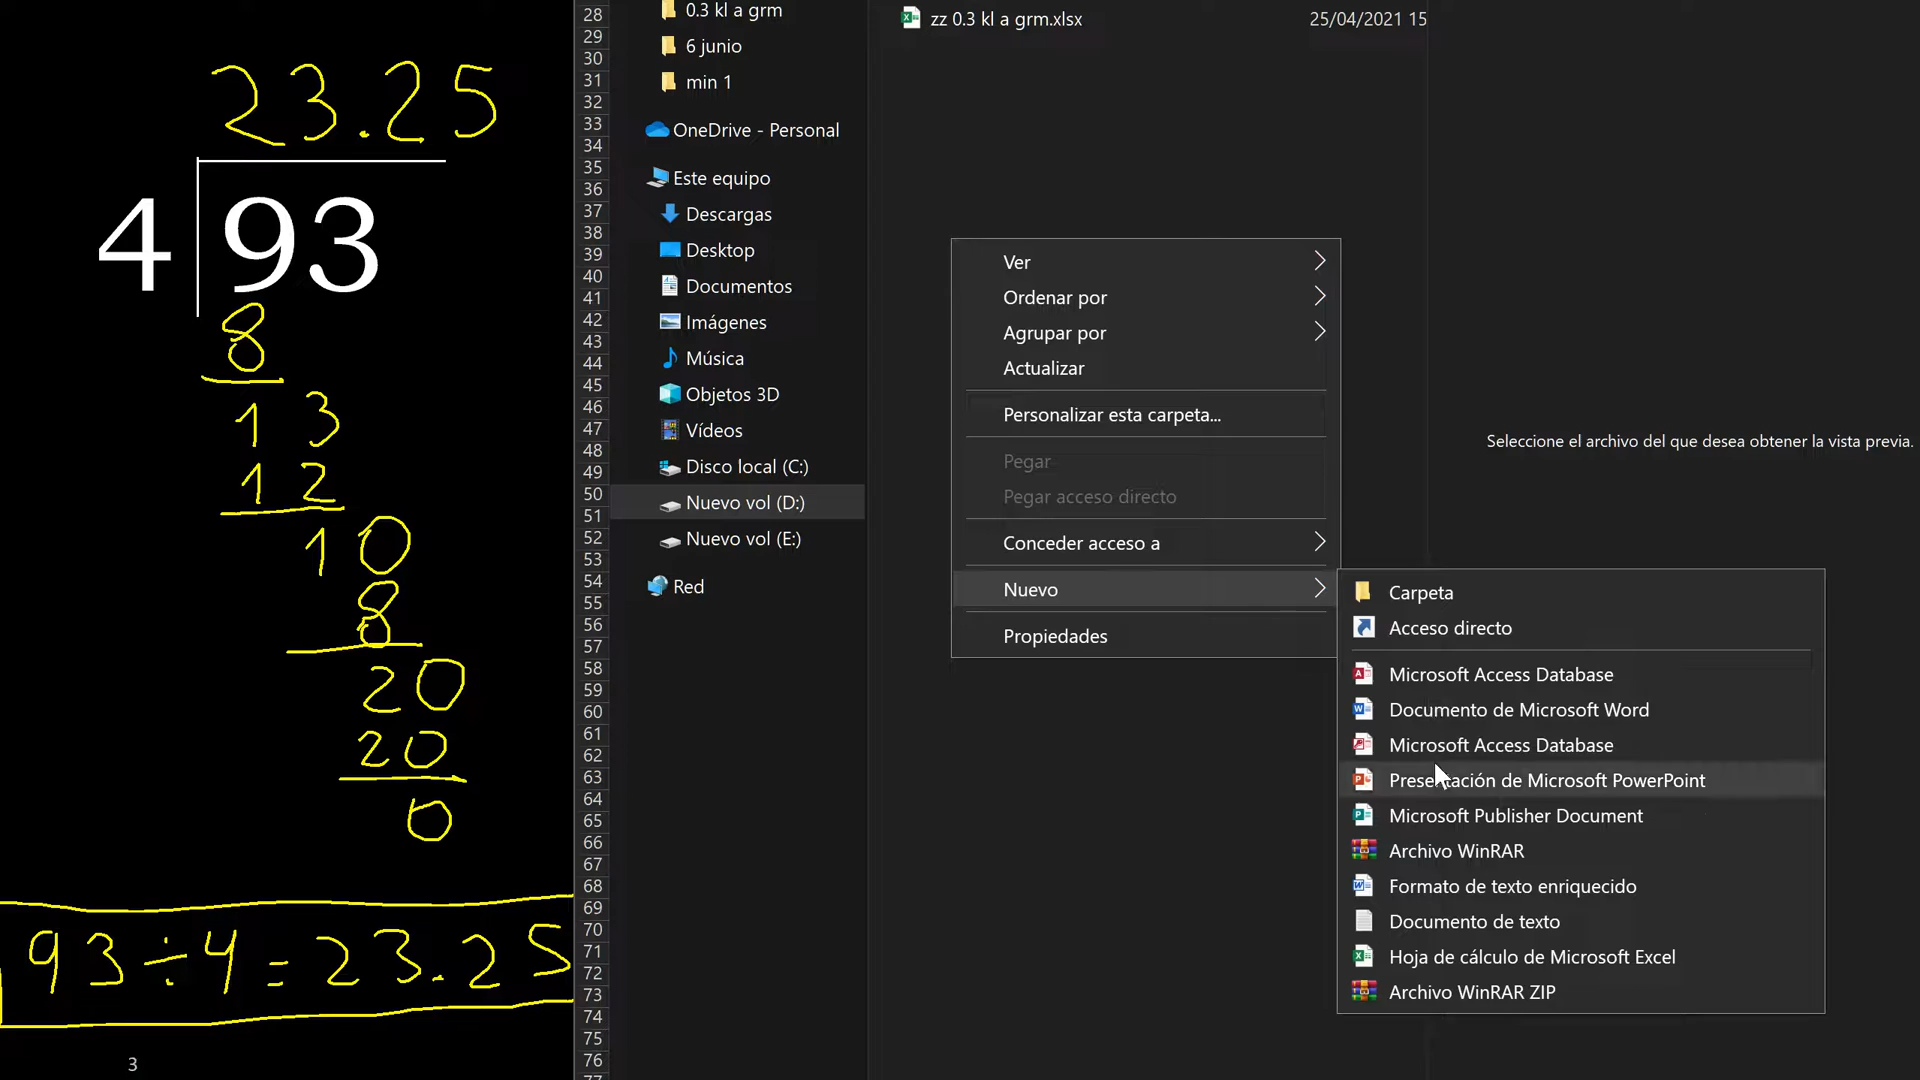 23.25
4 93
8
13
12
10
8
20
20
0
93÷4=23.25
3
28
29
30
31
32
33
34
35
36
37
38
39
40
41
42
43
44
45
46
47
48
49
50
51
52
53
54
55
56
57
58
59
60
61
62
63
64
65
66
67
68
69
70
71
72
73
74
75
76
0.3 kl a grm
6 junio
min 1
OneDrive - Personal
Este equipo
Descargas
Desktop
Documentos
Imágenes
Música
Objetos 3D
Vídeos
Disco local (C:)
Nuevo vol (D:)
Nuevo vol (E:)
Red
zz 0.3 kl a grm.xlsx 25/04/2021 15
Ver
Ordenar por
Agrupar por
Actualizar
Personalizar esta carpeta...
Pegar
Pegar acceso directo
Conceder acceso a
Nuevo
Propiedades
Carpeta
Acceso directo
Microsoft Access Database
Documento de Microsoft Word
Microsoft Access Database
Presentación de Microsoft PowerPoint
Microsoft Publisher Document
Archivo WinRAR
Formato de texto enriquecido
Documento de texto
Hoja de cálculo de Microsoft Excel
Archivo WinRAR ZIP
Seleccione el archivo del que desea obtener la vista previa.